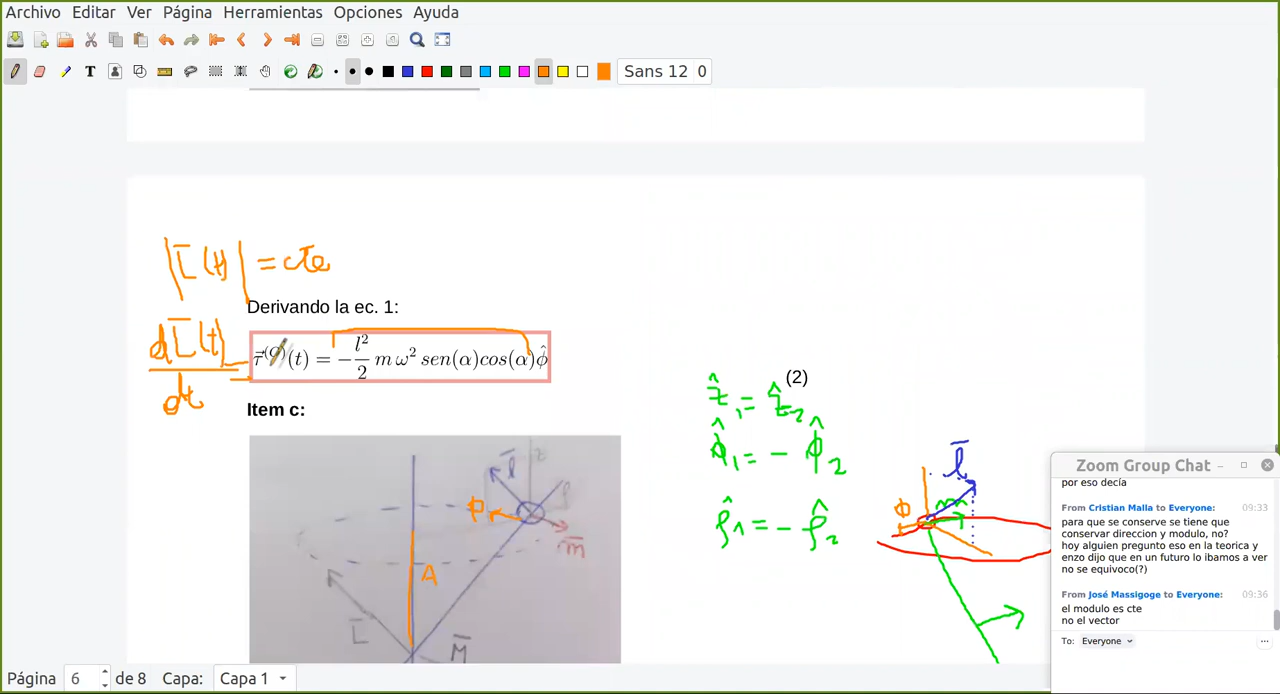 Archivo Editar Ver Página Herramientas Opciones Ayuda
Sans 12 0
|L̄(t)| = cte
Derivando la ec. 1:
dL̄(t)
dt
= τ⃗^(O)(t) = -l²/2 m ω² sen(α)cos(α)φ̂
(2)
Item c:
ẑ₁ = ẑ₂
φ̂₁ = - φ̂₂
ρ̂₁ = - ρ̂₂
l̄
z
φ
m̄
A
L̄
M̄
l̄
φ
m
Zoom Group Chat
por eso decía
From Cristian Malla to Everyone: 09:33
para que se conserve se tiene que
conservar direccion y modulo, no?
hoy alguien pregunto eso en la teorica y
enzo dijo que en un futuro lo ibamos a ver
no se equivoco(?)
From José Massigoge to Everyone: 09:36
el modulo es cte
no el vector
To: Everyone
Página 6 de 8 Capa: Capa 1